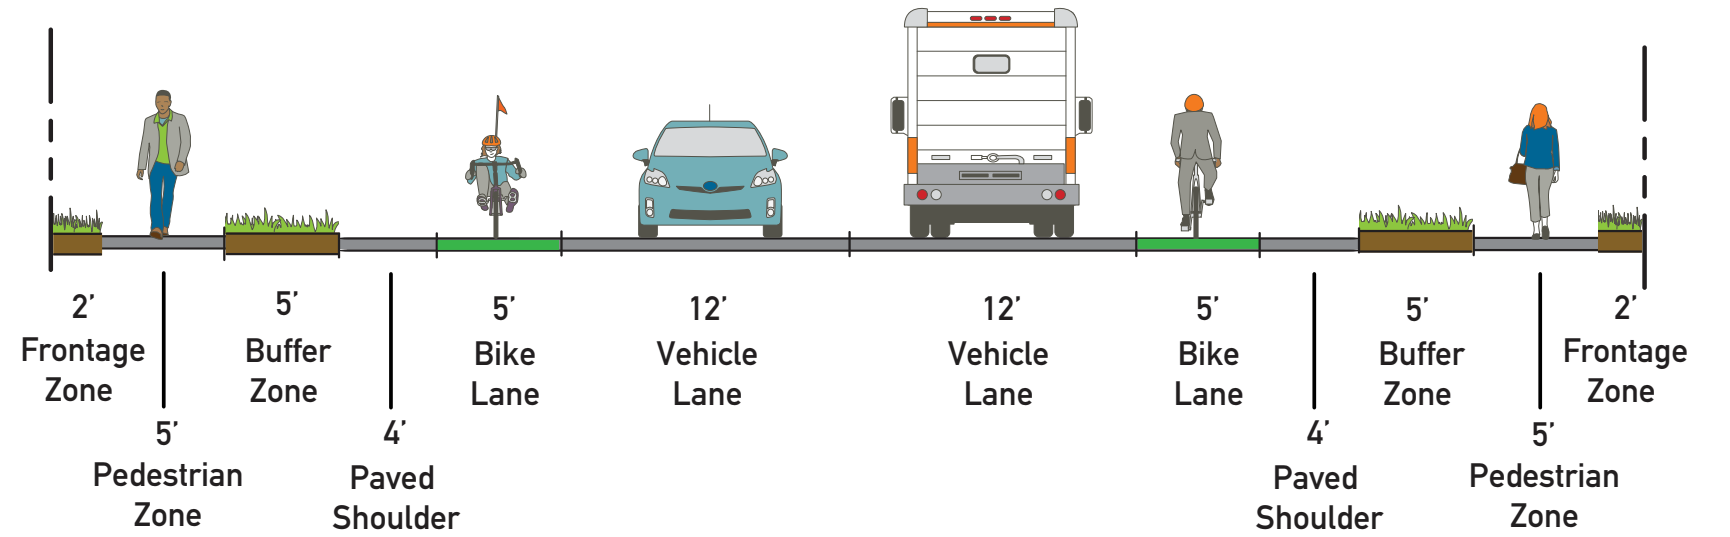 2’
Frontage
Zone
5’
Pedestrian
Zone
5’
Buffer
Zone
4’
Paved
Shoulder
5’
Bike
Lane
12’
Vehicle
Lane
12’
Vehicle
Lane
5’
Bike
Lane
4’
Paved
Shoulder
5’
Buffer
Zone
5’
Pedestrian
Zone
2’
Frontage
Zone